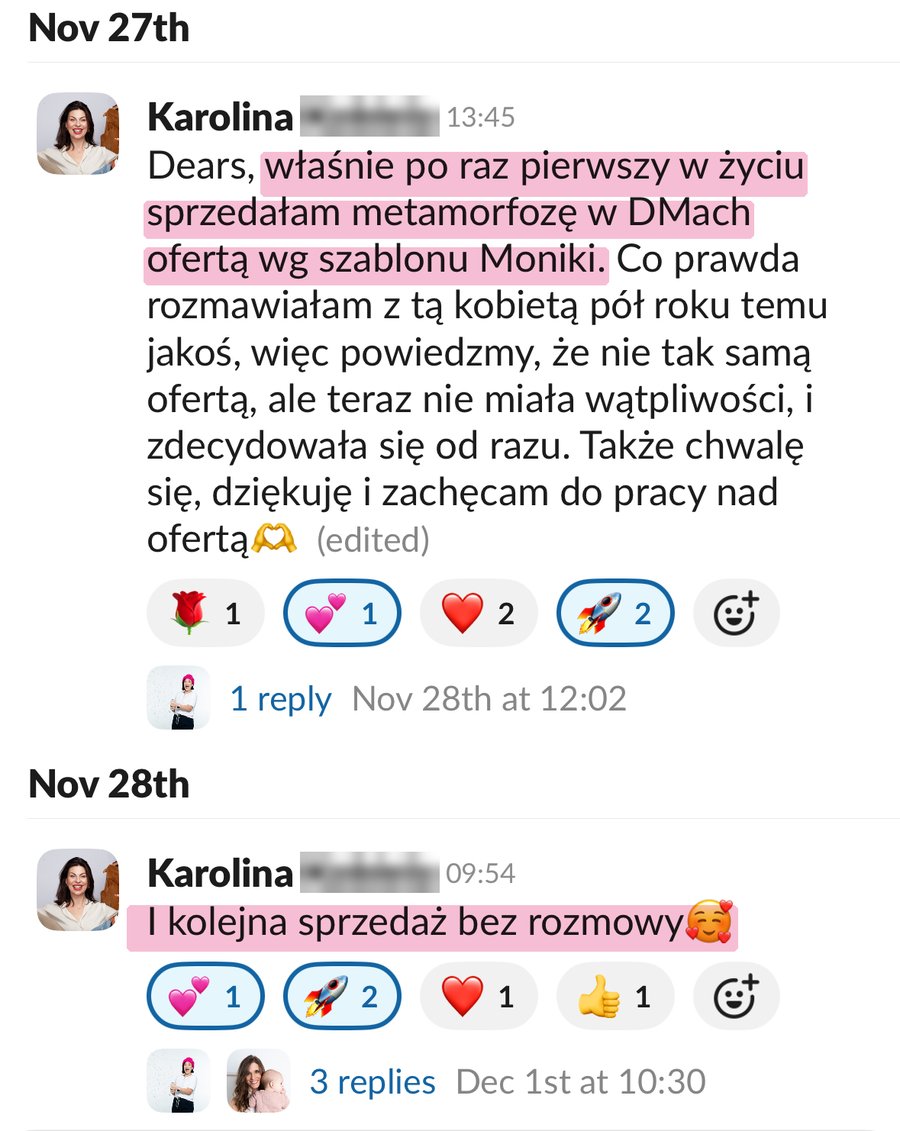 Nov 27th
Karolina 13:45
Dears, właśnie po raz pierwszy w życiu
sprzedałam metamorfozę w DMach
ofertą wg szablonu Moniki. Co prawda
rozmawiałam z tą kobietą pół roku temu
jakoś, więc powiedzmy, że nie tak samą
ofertą, ale teraz nie miała wątpliwości, i
zdecydowała się od razu. Także chwalę
się, dziękuję i zachęcam do pracy nad
ofertą🫶 (edited)
🌹 1 💕 1 ❤️ 2 🚀 2
1 reply Nov 28th at 12:02
Nov 28th
Karolina 09:54
I kolejna sprzedaż bez rozmowy🥰
💕 1 🚀 2 ❤️ 1 👍 1
3 replies Dec 1st at 10:30